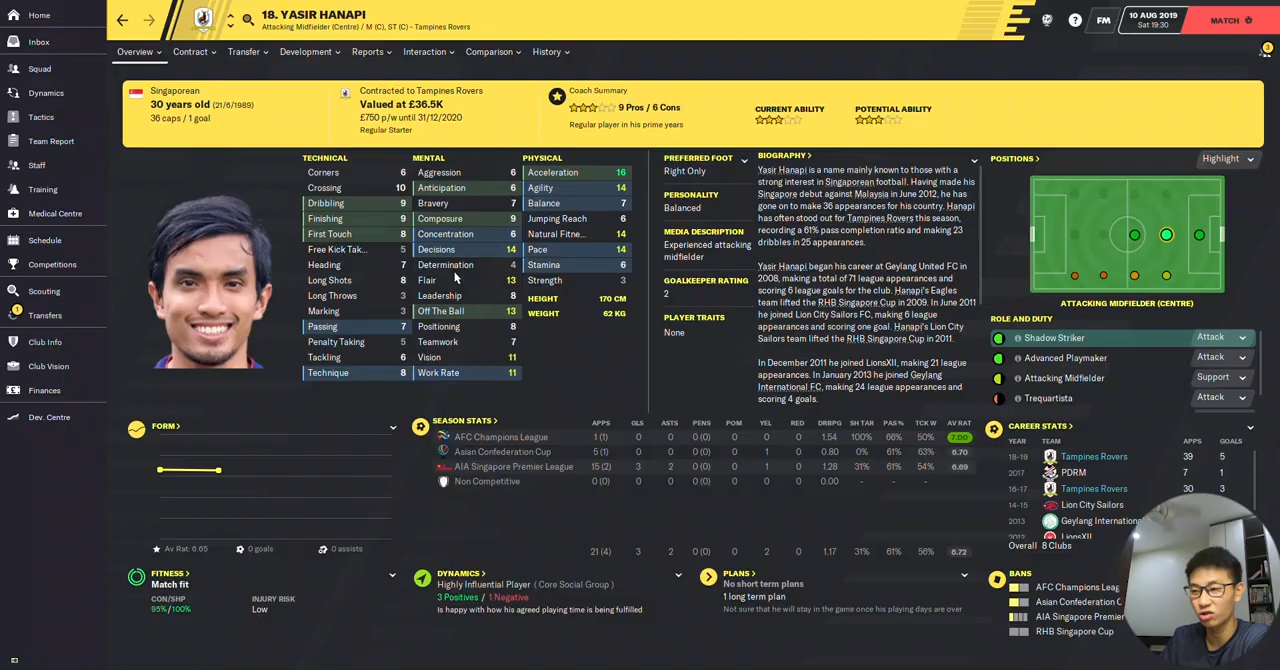 Home
Inbox
Squad
Dynamics
Tactics
Team Report
Staff
Training
Medical Centre
Schedule
Competitions
Scouting
1
Transfers
Club Info
Club Vision
Finances
Dev. Centre
18. YASIR HANAPI
Attacking Midfielder (Centre) / M (C), ST (C) - Tampines Rovers
?
FM
10 AUG 2019
Sat 19:30
MATCH
Overview
Contract
Transfer
Development
Reports
Interaction
Comparison
History
3
Singaporean
30 years old (21/6/1989)
36 caps / 1 goal
Contracted to Tampines Rovers
Valued at £36.5K
£750 p/w until 31/12/2020
Regular Starter
Coach Summary
9 Pros / 6 Cons
Regular player in his prime years
CURRENT ABILITY
POTENTIAL ABILITY
TECHNICAL
Corners 6
Crossing 10
Dribbling 9
Finishing 9
First Touch 8
Free Kick Tak... 5
Heading 7
Long Shots 8
Long Throws 3
Marking 3
Passing 7
Penalty Taking 5
Tackling 6
Technique 8
MENTAL
Aggression 6
Anticipation 6
Bravery 7
Composure 9
Concentration 6
Decisions 14
Determination 4
Flair 13
Leadership 8
Off The Ball 13
Positioning 8
Teamwork 7
Vision 11
Work Rate 11
PHYSICAL
Acceleration 16
Agility 14
Balance 7
Jumping Reach 6
Natural Fitne... 14
Pace 14
Stamina 6
Strength 3
HEIGHT 170 CM
WEIGHT 62 KG
PREFERRED FOOT
Right Only
PERSONALITY
Balanced
MEDIA DESCRIPTION
Experienced attacking
midfielder
GOALKEEPER RATING
2
PLAYER TRAITS
None
BIOGRAPHY >
Yasir Hanapi is a name mainly known to those with a
strong interest in Singaporean football. Having made his
Singapore debut against Malaysia in June 2012, he has
gone on to make 36 appearances for his country. Hanapi
has often stood out for Tampines Rovers this season,
recording a 61% pass completion ratio and making 23
dribbles in 25 appearances.
Yasir Hanapi began his career at Geylang United FC in
2008, making a total of 71 league appearances and
scoring 6 league goals for the club. Hanapi's Eagles
team lifted the RHB Singapore Cup in 2009. In June 2011
he joined Lion City Sailors FC, making 6 league
appearances and scoring one goal. Hanapi's Lion City
Sailors team lifted the RHB Singapore Cup in 2011.
In December 2011 he joined LionsXII, making 21 league
appearances. In January 2013 he joined Geylang
International FC, making 24 league appearances and
scoring 4 goals.
POSITIONS >
Highlight
ATTACKING MIDFIELDER (CENTRE)
ROLE AND DUTY
Shadow Striker Attack
Advanced Playmaker Attack
Attacking Midfielder Support
Trequartista Attack
FORM >
Av Rat: 6.65
0 goals
0 assists
SEASON STATS > APPS GLS ASTS PENS POM YEL RED DRBPG SH TAR PAS % TCK W AV RAT
AFC Champions League 1 (1) 0 0 0 (0) 0 0 0 1.54 100% 66% 50% 7.00
Asian Confederation Cup 5 (1) 0 0 0 (0) 0 1 0 0.80 0% 61% 63% 6.70
AIA Singapore Premier League 15 (2) 3 2 0 (0) 0 1 0 1.28 31% 61% 54% 6.69
Non Competitive 0 (0) 0 0 0 (0) 0 0 0 0.00 - - -
21 (4) 3 2 0 (0) 0 2 0 1.17 31% 61% 56% 6.72
CAREER STATS >
YEAR TEAM APPS GOALS
18-19 Tampines Rovers 39 5
2017 PDRM 7 1
16-17 Tampines Rovers 30 3
14-15 Lion City Sailors
2013 Geylang Internationa
2012 LionsXII
Overall 8 Clubs
FITNESS >
Match fit
CON/SHP
95%/100%
INJURY RISK
Low
DYNAMICS >
Highly Influential Player ( Core Social Group )
3 Positives / 1 Negative
Is happy with how his agreed playing time is being fulfilled
PLANS >
No short term plans
1 long term plan
Not sure that he will stay in the game once his playing days are over
BANS
AFC Champions Leag
Asian Confederation C
AIA Singapore Premier
RHB Singapore Cup